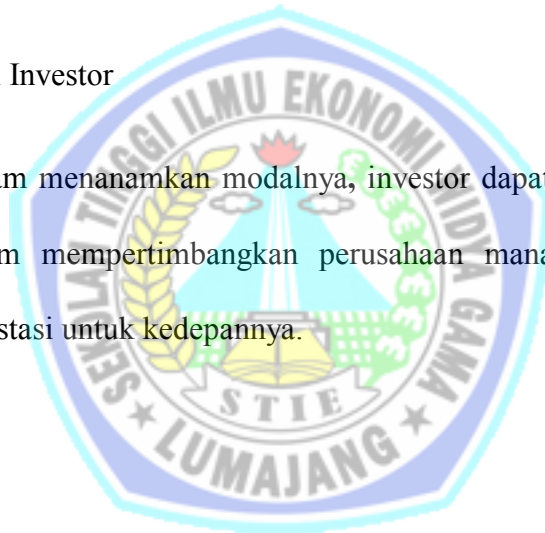 Investor
am menanamkan modalnya, investor dapat
m mempertimbangkan perusahaan mana
stasi untuk kedepannya.
SEKOLAH TINGGI ILMU EKONOMI WIDYA GAMA
STIE
LUMAJANG